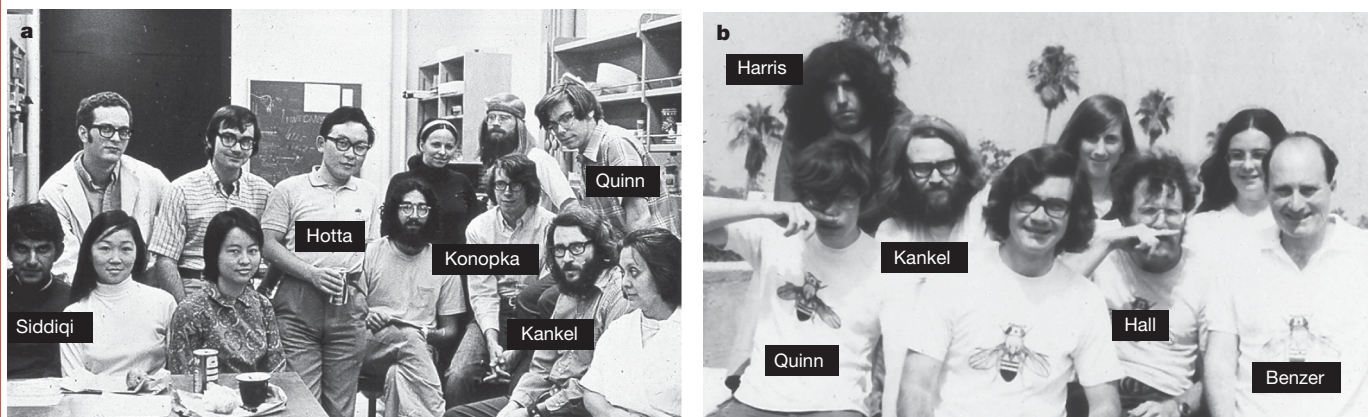 a
Quinn
Hotta
Konopka
Siddiqi
Kankel
b
Harris
Kankel
Hall
Quinn
Benzer